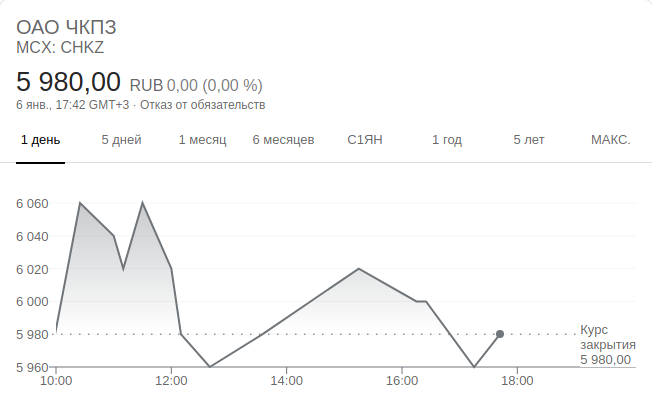 ОАО ЧКПЗ
MCX: CHKZ
5 980,00 RUB 0,00 (0,00 %)
6 янв., 17:42 GMT+3 · Отказ от обязательств
1 день 5 дней 1 месяц 6 месяцев С1ЯН 1 год 5 лет МАКС.
6 060
6 040
6 020
6 000
5 980
5 960
Курс
закрытия
5 980,00
10:00 12:00 14:00 16:00 18:00